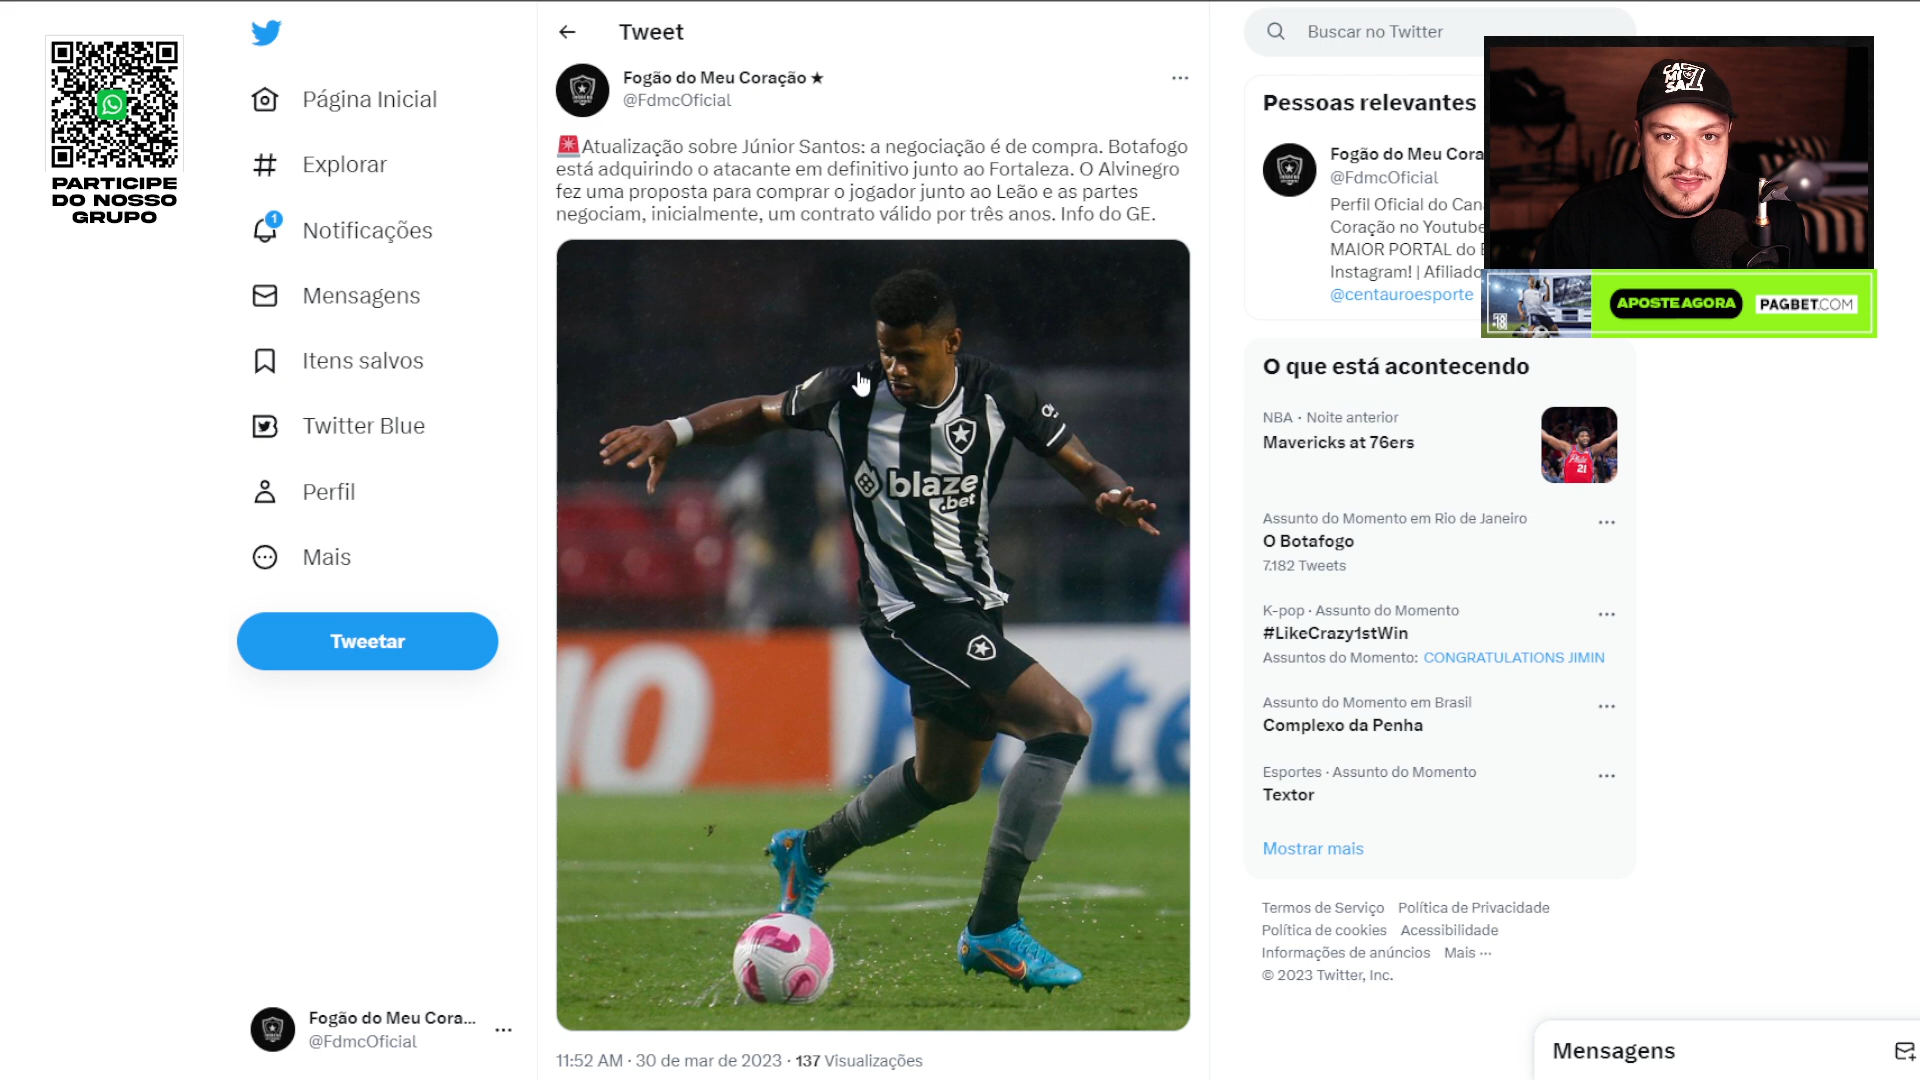 PARTICIPE
DO NOSSO
GRUPO
Página Inicial
Explorar
1
Notificações
Mensagens
Itens salvos
Twitter Blue
Perfil
Mais
Tweetar
Fogão do Meu Cora...
@FdmcOficial
Tweet
Fogão do Meu Coração ★
@FdmcOficial
Atualização sobre Júnior Santos: a negociação é de compra. Botafogo
está adquirindo o atacante em definitivo junto ao Fortaleza. O Alvinegro
fez uma proposta para comprar o jogador junto ao Leão e as partes
negociam, inicialmente, um contrato válido por três anos. Info do GE.
blaze
.bet
11:52 AM · 30 de mar de 2023 · 137 Visualizações
Buscar no Twitter
Pessoas relevantes
Fogão do Meu Cora
@FdmcOficial
Perfil Oficial do Can
Coração no Youtube
MAIOR PORTAL do
Instagram! | Afiliado
@centauroesporte
CA
MI
SA
18
APOSTE AGORA
PAGBET.COM
O que está acontecendo
NBA · Noite anterior
Mavericks at 76ers
21
Assunto do Momento em Rio de Janeiro
O Botafogo
7.182 Tweets
K-pop · Assunto do Momento
#LikeCrazy1stWin
Assuntos do Momento: CONGRATULATIONS JIMIN
Assunto do Momento em Brasil
Complexo da Penha
Esportes · Assunto do Momento
Textor
Mostrar mais
Termos de Serviço Política de Privacidade
Política de cookies Acessibilidade
Informações de anúncios Mais ···
© 2023 Twitter, Inc.
Mensagens